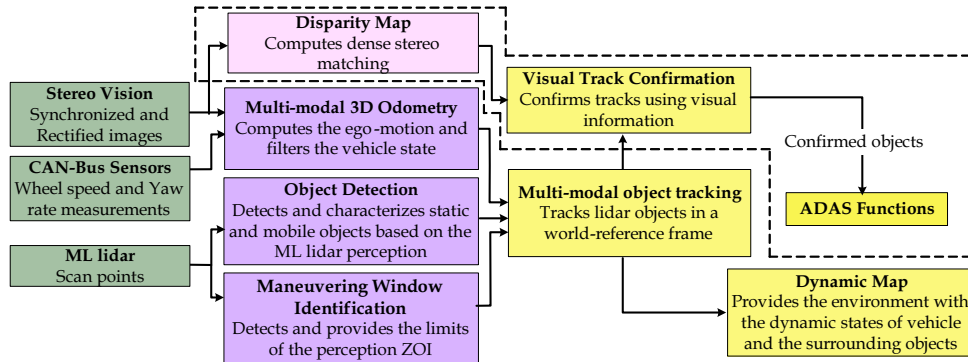 Disparity Map
Computes dense stereo
matching
Stereo Vision
Synchronized and
Rectified images
CAN-Bus Sensors
Wheel speed and Yaw
rate measurements
ML lidar
Scan points
Multi-modal 3D Odometry
Computes the ego-motion and
filters the vehicle state
Object Detection
Detects and characterizes static
and mobile objects based on the
ML lidar perception
Maneuvering Window
Identification
Detects and provides the limits
of the perception ZOI
Visual Track Confirmation
Confirms tracks using visual
information
Multi-modal object tracking
Tracks lidar objects in a
world-reference frame
Confirmed objects
ADAS Functions
Dynamic Map
Provides the environment with
the dynamic states of vehicle
and the surrounding objects